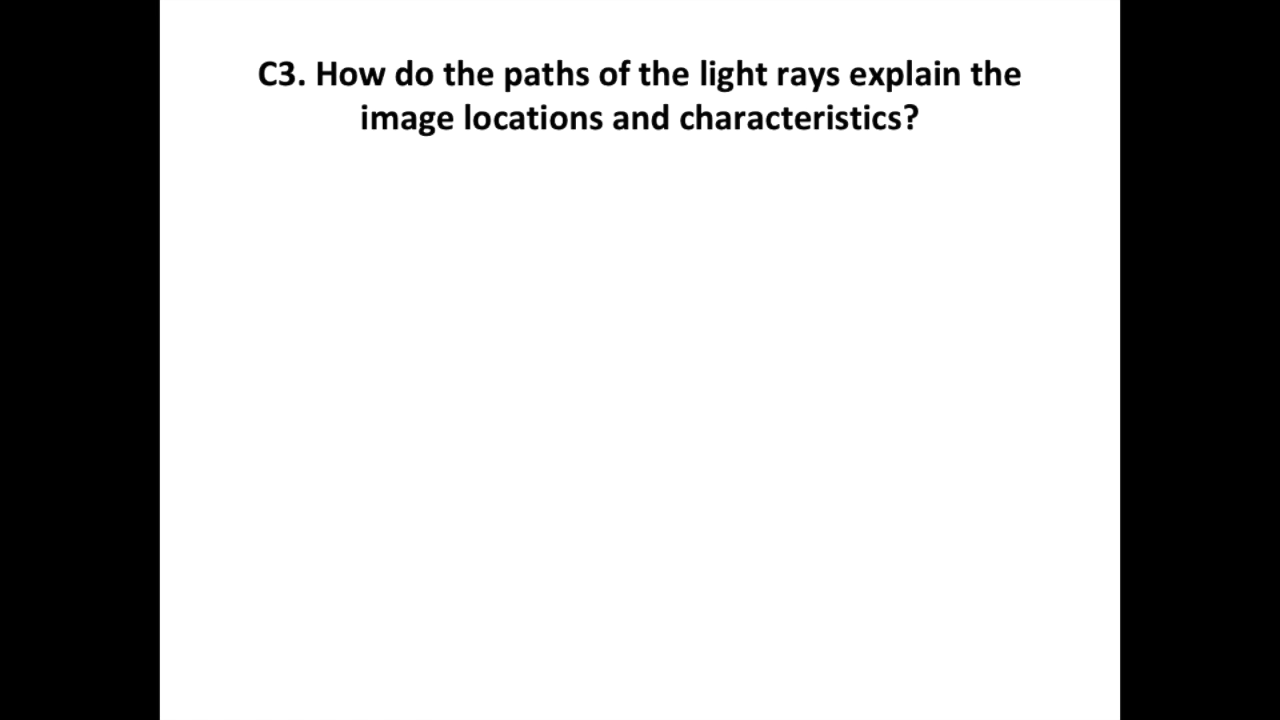 C3. How do the paths of the light rays explain the
image locations and characteristics?